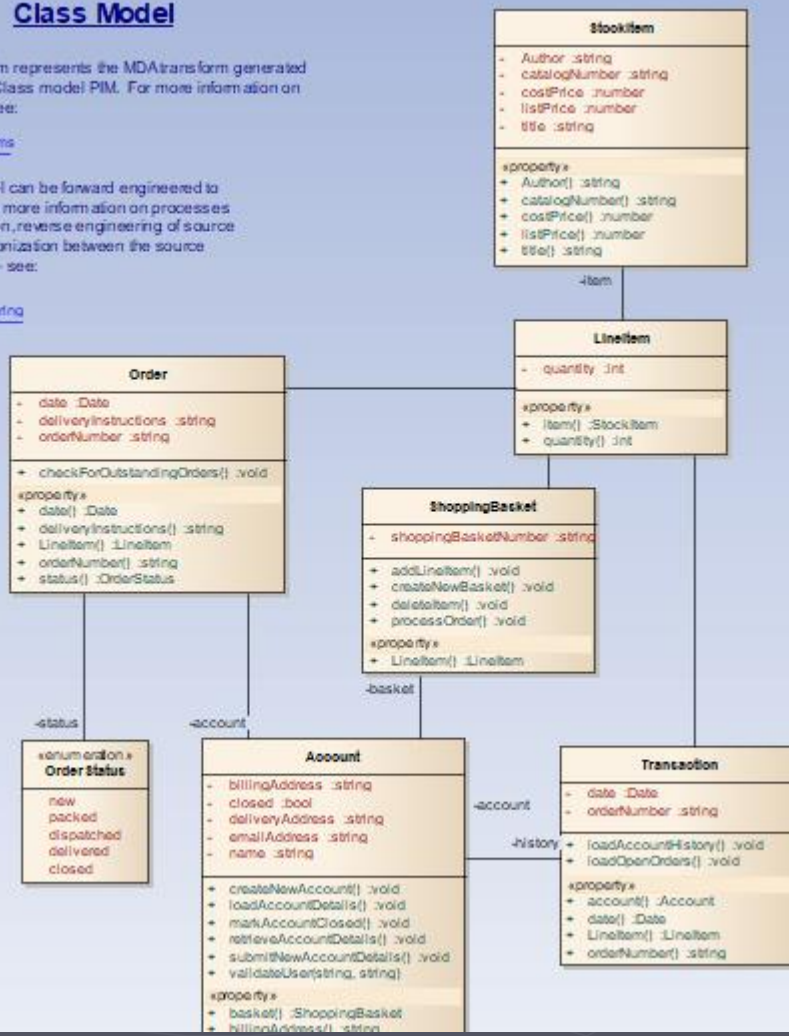 Class Model
m represents the MDA transform generated
Class model PIM. For more information on
ee:
ms
l can be forward engineered to
more information on processes
n, reverse engineering of source
onization between the source
- see:
ring
StockItem
- Author :string
- catalogNumber :string
- costPrice :number
- listPrice :number
- title :string
«property»
+ Author() :string
+ catalogNumber() :string
+ costPrice() :number
+ listPrice() :number
+ title() :string
-item
LineItem
- quantity :int
«property»
+ item() :StockItem
+ quantity() :int
Order
- date :Date
- deliveryInstructions :string
- orderNumber :string
+ checkForOutstandingOrders() :void
«property»
+ date() :Date
+ deliveryInstructions() :string
+ LineItem() :LineItem
+ orderNumber() :string
+ status() :OrderStatus
ShoppingBasket
- shoppingBasketNumber :string
+ addLineItem() :void
+ createNewBasket() :void
+ deleteItem() :void
+ processOrder() :void
«property»
+ LineItem() :LineItem
-basket
-status
-account
«enumeration»
OrderStatus
new
packed
dispatched
delivered
closed
Account
- billingAddress :string
- closed :bool
- deliveryAddress :string
- emailAddress :string
- name :string
+ createNewAccount() :void
+ loadAccountDetails() :void
+ markAccountClosed() :void
+ retrieveAccountDetails() :void
+ submitNewAccountDetails() :void
+ validateUser(string, string)
«property»
+ basket() :ShoppingBasket
+ billingAddress() :string
-account
-history
Transaction
- date :Date
- orderNumber :string
+ loadAccountHistory() :void
+ loadOpenOrders() :void
«property»
+ account() :Account
+ date() :Date
+ LineItem() :LineItem
+ orderNumber() :string